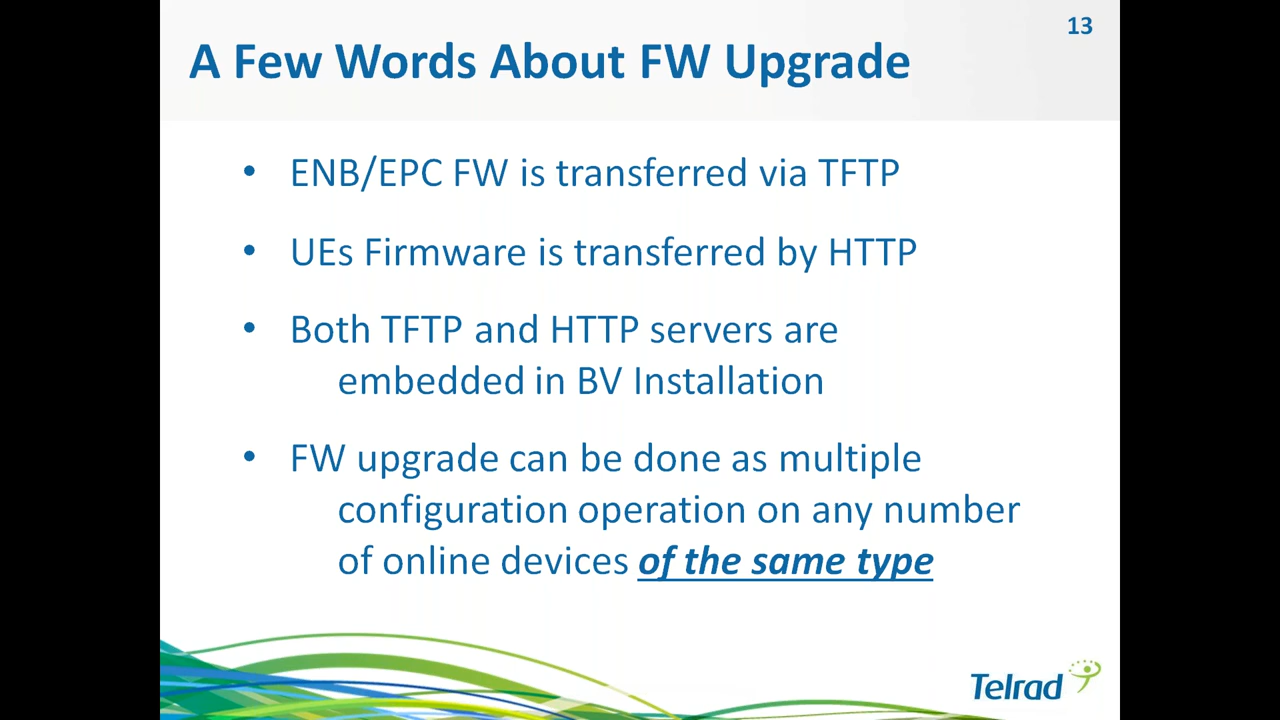 13
A Few Words About FW Upgrade
• ENB/EPC FW is transferred via TFTP
• UEs Firmware is transferred by HTTP
• Both TFTP and HTTP servers are
embedded in BV Installation
• FW upgrade can be done as multiple
configuration operation on any number
of online devices of the same type
Telrad